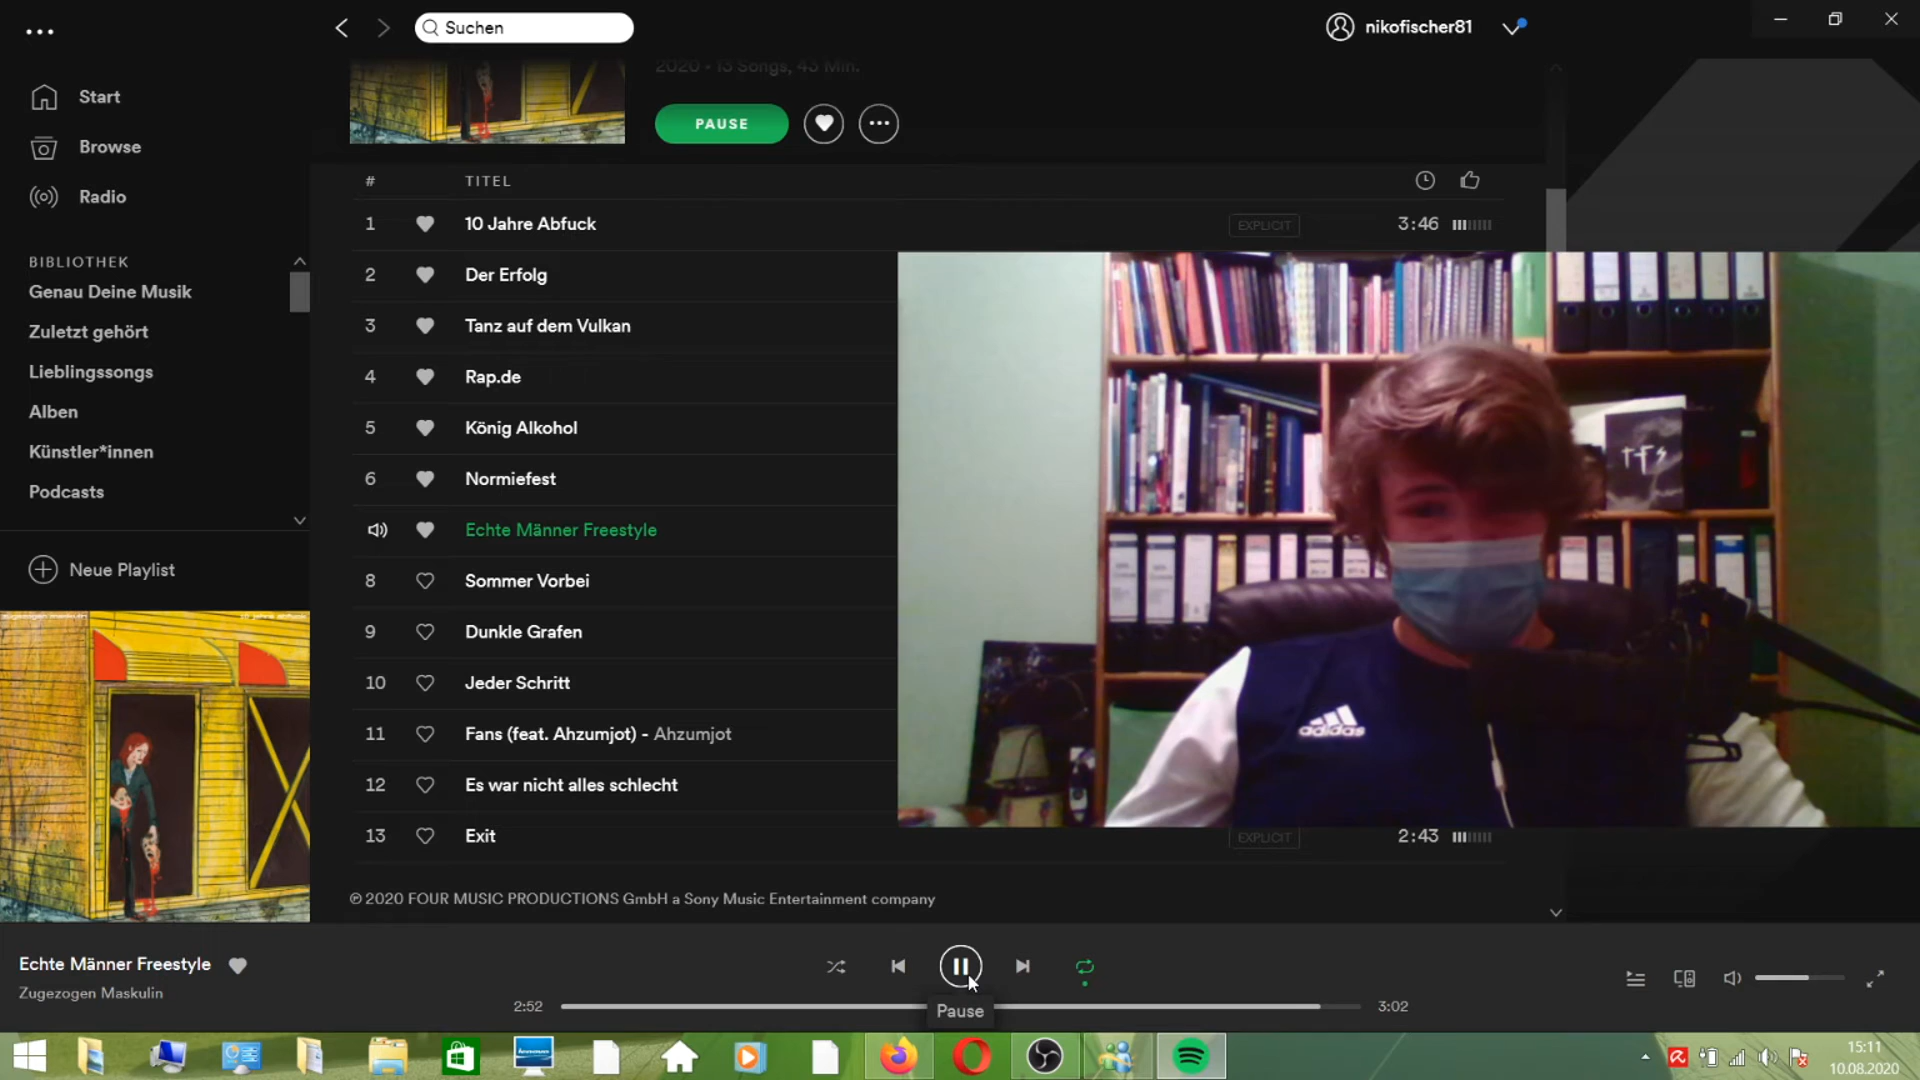 Suchen
nikofischer81
2020 • 13 Songs, 43 Min.
PAUSE
Start
Browse
Radio
BIBLIOTHEK
Genau Deine Musik
Zuletzt gehört
Lieblingssongs
Alben
Künstler*innen
Podcasts
Neue Playlist
# TITEL
1 10 Jahre Abfuck EXPLICIT 3:46
2 Der Erfolg
3 Tanz auf dem Vulkan
4 Rap.de
5 König Alkohol
6 Normiefest
Echte Männer Freestyle
8 Sommer Vorbei
9 Dunkle Grafen
10 Jeder Schritt
11 Fans (feat. Ahzumjot) - Ahzumjot
12 Es war nicht alles schlecht
13 Exit EXPLICIT 2:43
℗ 2020 FOUR MUSIC PRODUCTIONS GmbH a Sony Music Entertainment company
adidas
Echte Männer Freestyle
Zugezogen Maskulin
2:52
3:02
Pause
15:11
10.08.2020